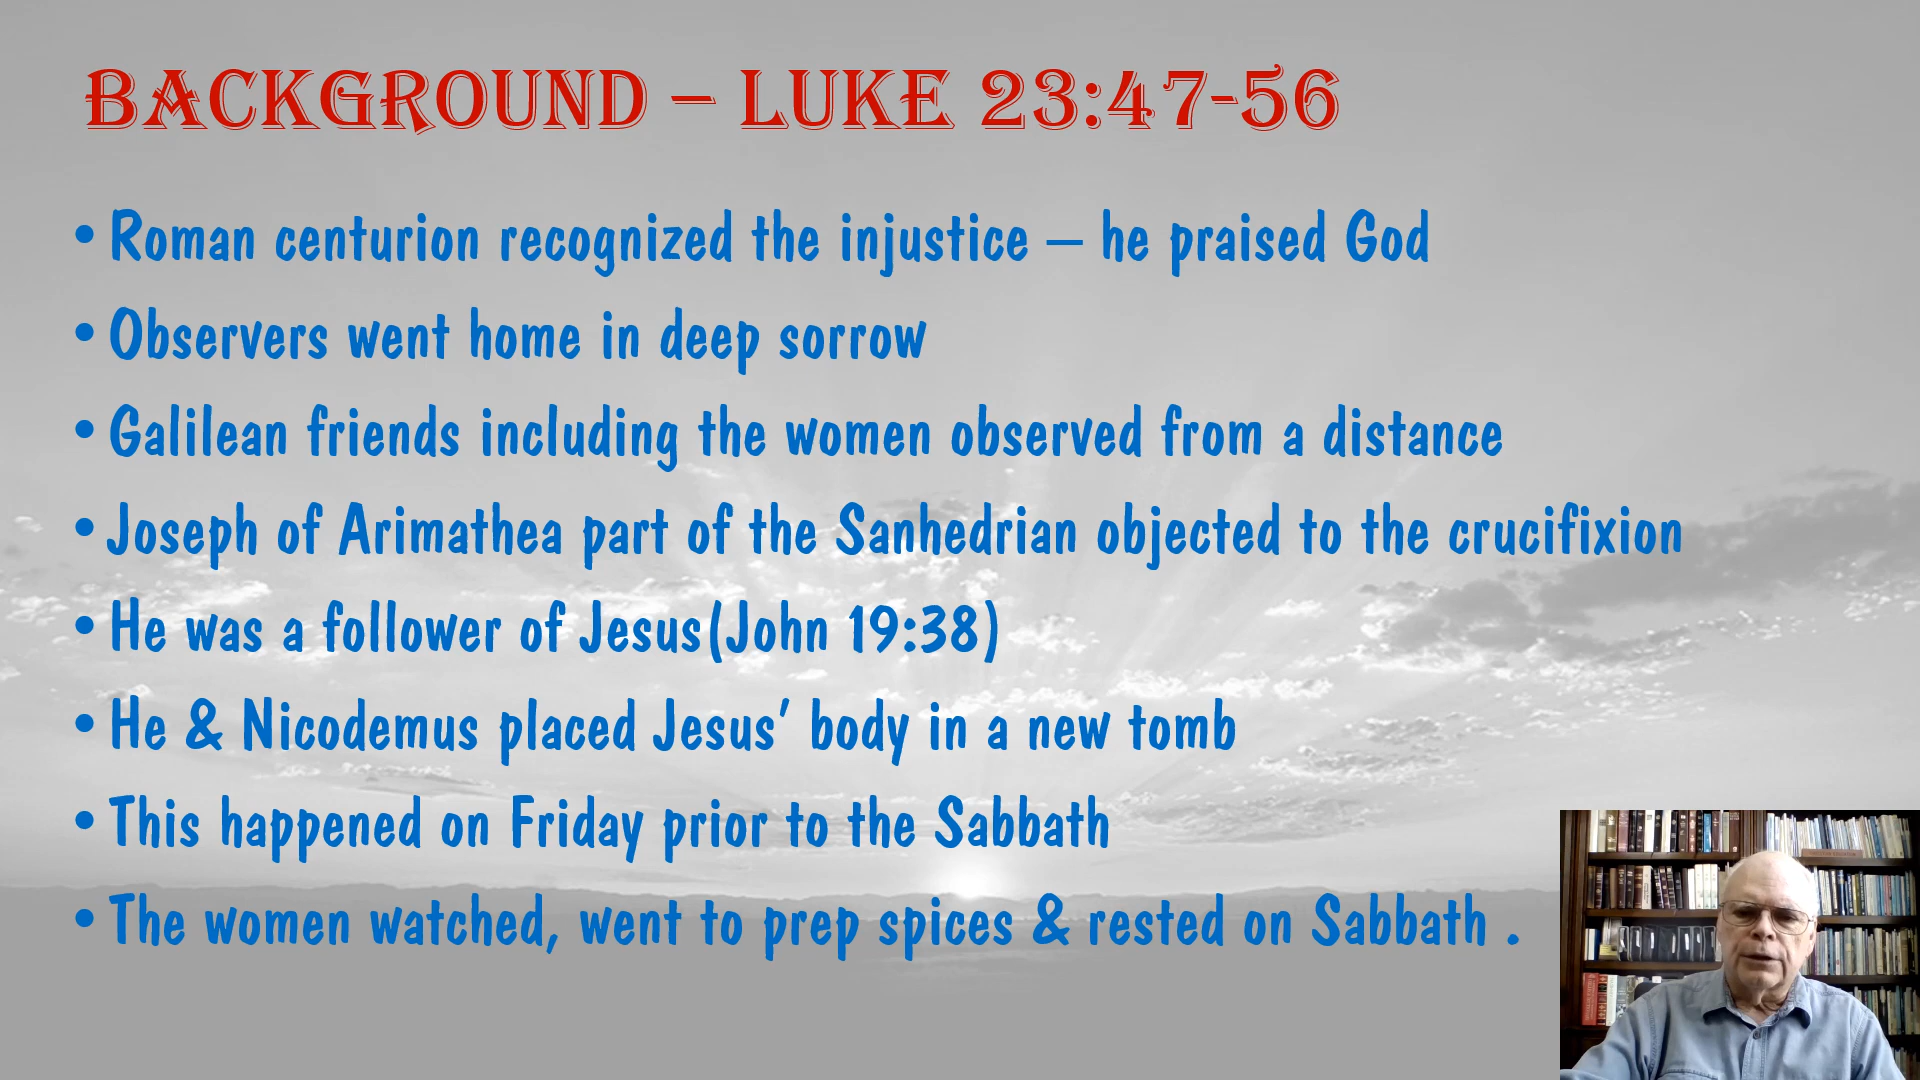 BACKGROUND – LUKE 23:47-56
• Roman centurion recognized the injustice – he praised God
• Observers went home in deep sorrow
• Galilean friends including the women observed from a distance
• Joseph of Arimathea part of the Sanhedrian objected to the crucifixion
• He was a follower of Jesus(John 19:38)
• He & Nicodemus placed Jesus’ body in a new tomb
• This happened on Friday prior to the Sabbath
• The women watched, went to prep spices & rested on Sabbath .